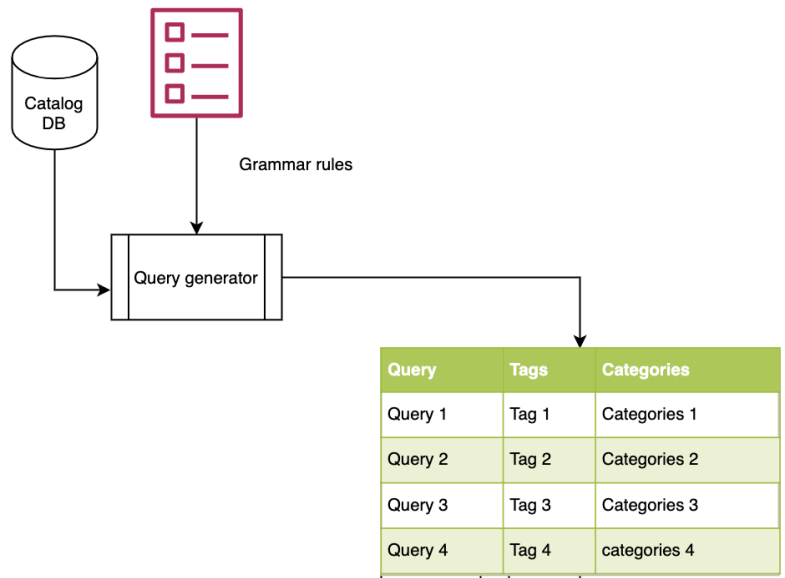 Catalog
DB
Grammar rules
Query generator
Query Tags Categories
Query 1 Tag 1 Categories 1
Query 2 Tag 2 Categories 2
Query 3 Tag 3 Categories 3
Query 4 Tag 4 categories 4